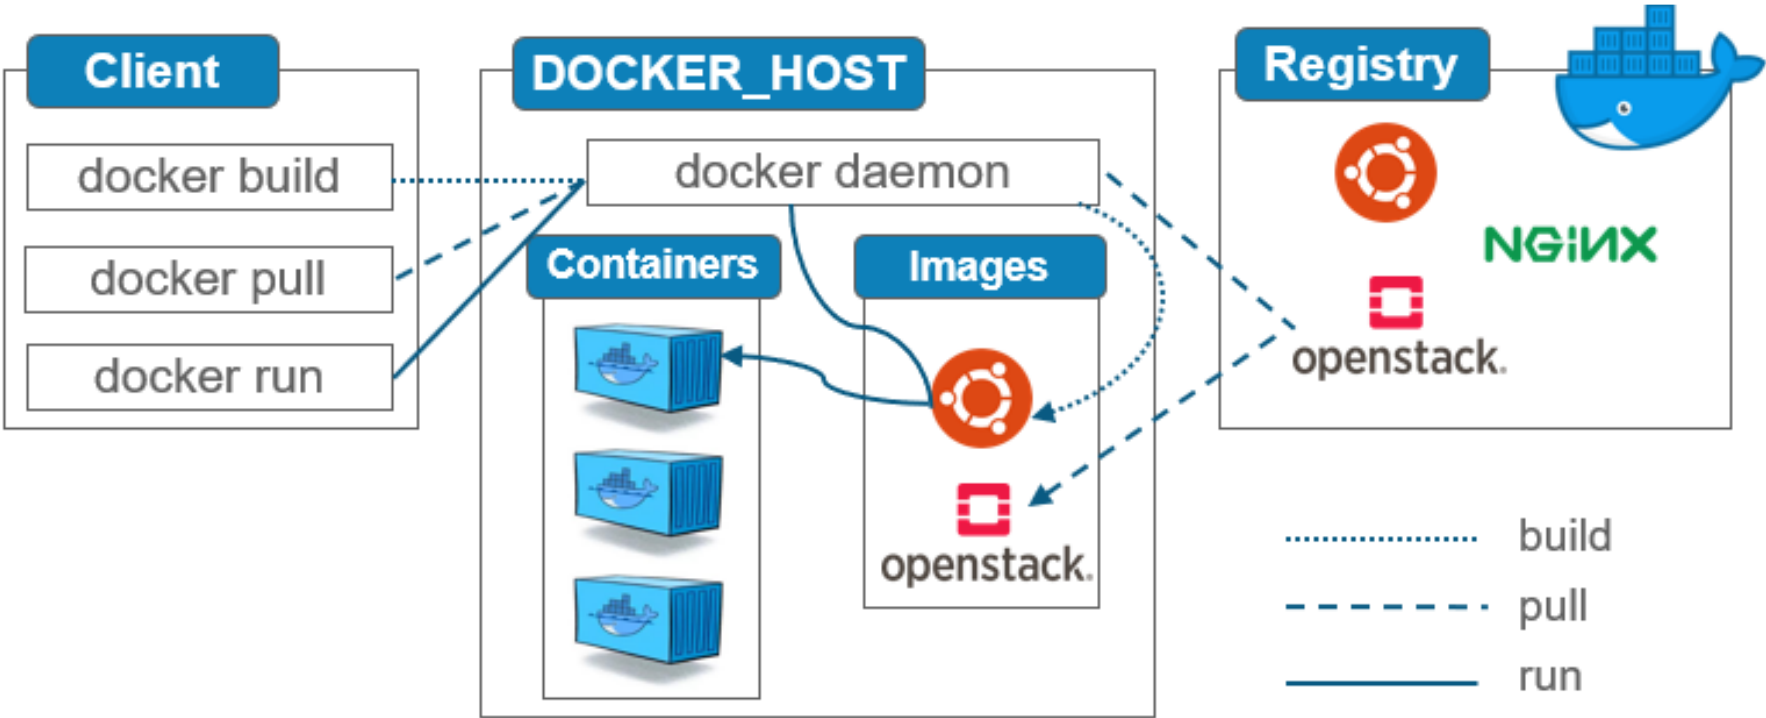 Client
docker build
docker pull
docker run
DOCKER_HOST
docker daemon
Containers
Images
openstack.
Registry
NGiNX
openstack.
build
pull
run